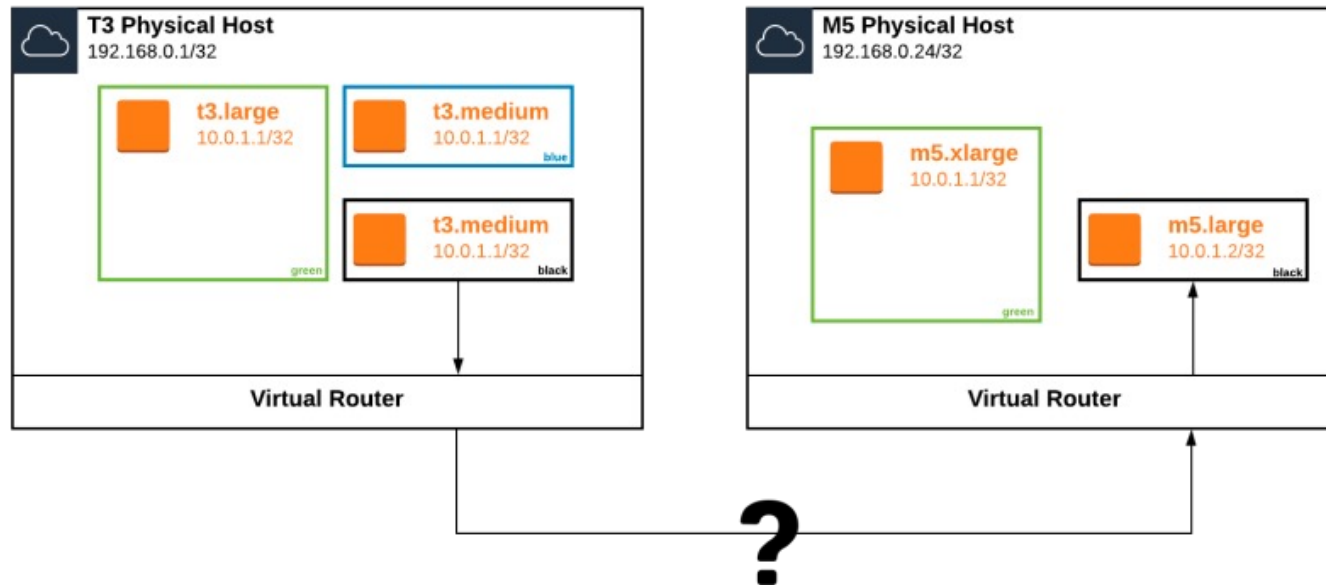 T3 Physical Host
192.168.0.1/32
t3.large
10.0.1.1/32
green
t3.medium
10.0.1.1/32
blue
t3.medium
10.0.1.1/32
black
Virtual Router
M5 Physical Host
192.168.0.24/32
m5.xlarge
10.0.1.1/32
green
m5.large
10.0.1.2/32
black
Virtual Router
?